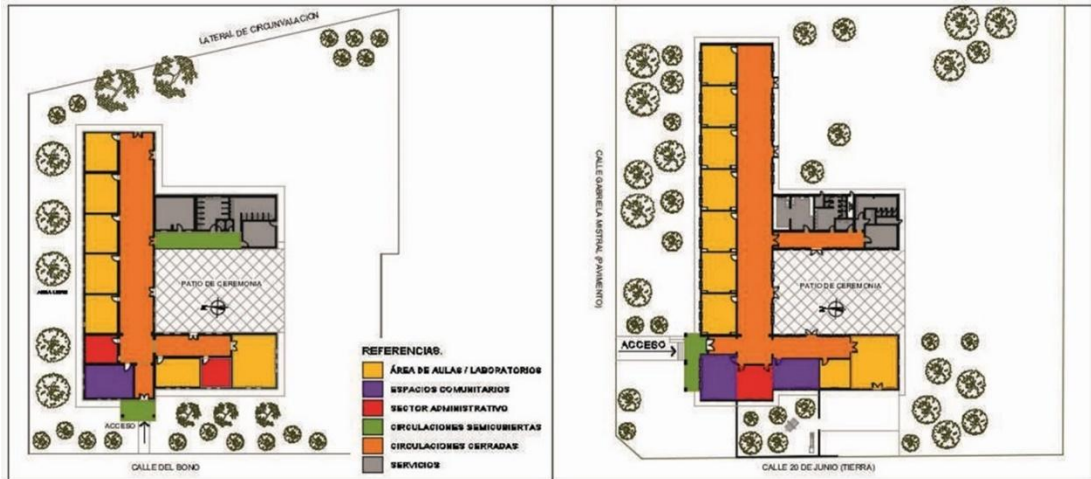 LATERAL DE CIRCUNVALACION
PATIO DE CEREMONIA
ACCESO
CALLE DEL BONO
REFERENCIAS.
ÁREA DE AULAS / LABORATORIOS
ESPACIOS COMUNITARIOS
SECTOR ADMINISTRATIVO
CIRCULACIONES SEMICUBIERTAS
CIRCULACIONES CERRADAS
SERVICIOS
CALLE GABRIELA MISTRAL (PAVIMENTO)
PATIO DE CEREMONIA
ACCESO
CALLE 20 DE JUNIO (TIERRA)